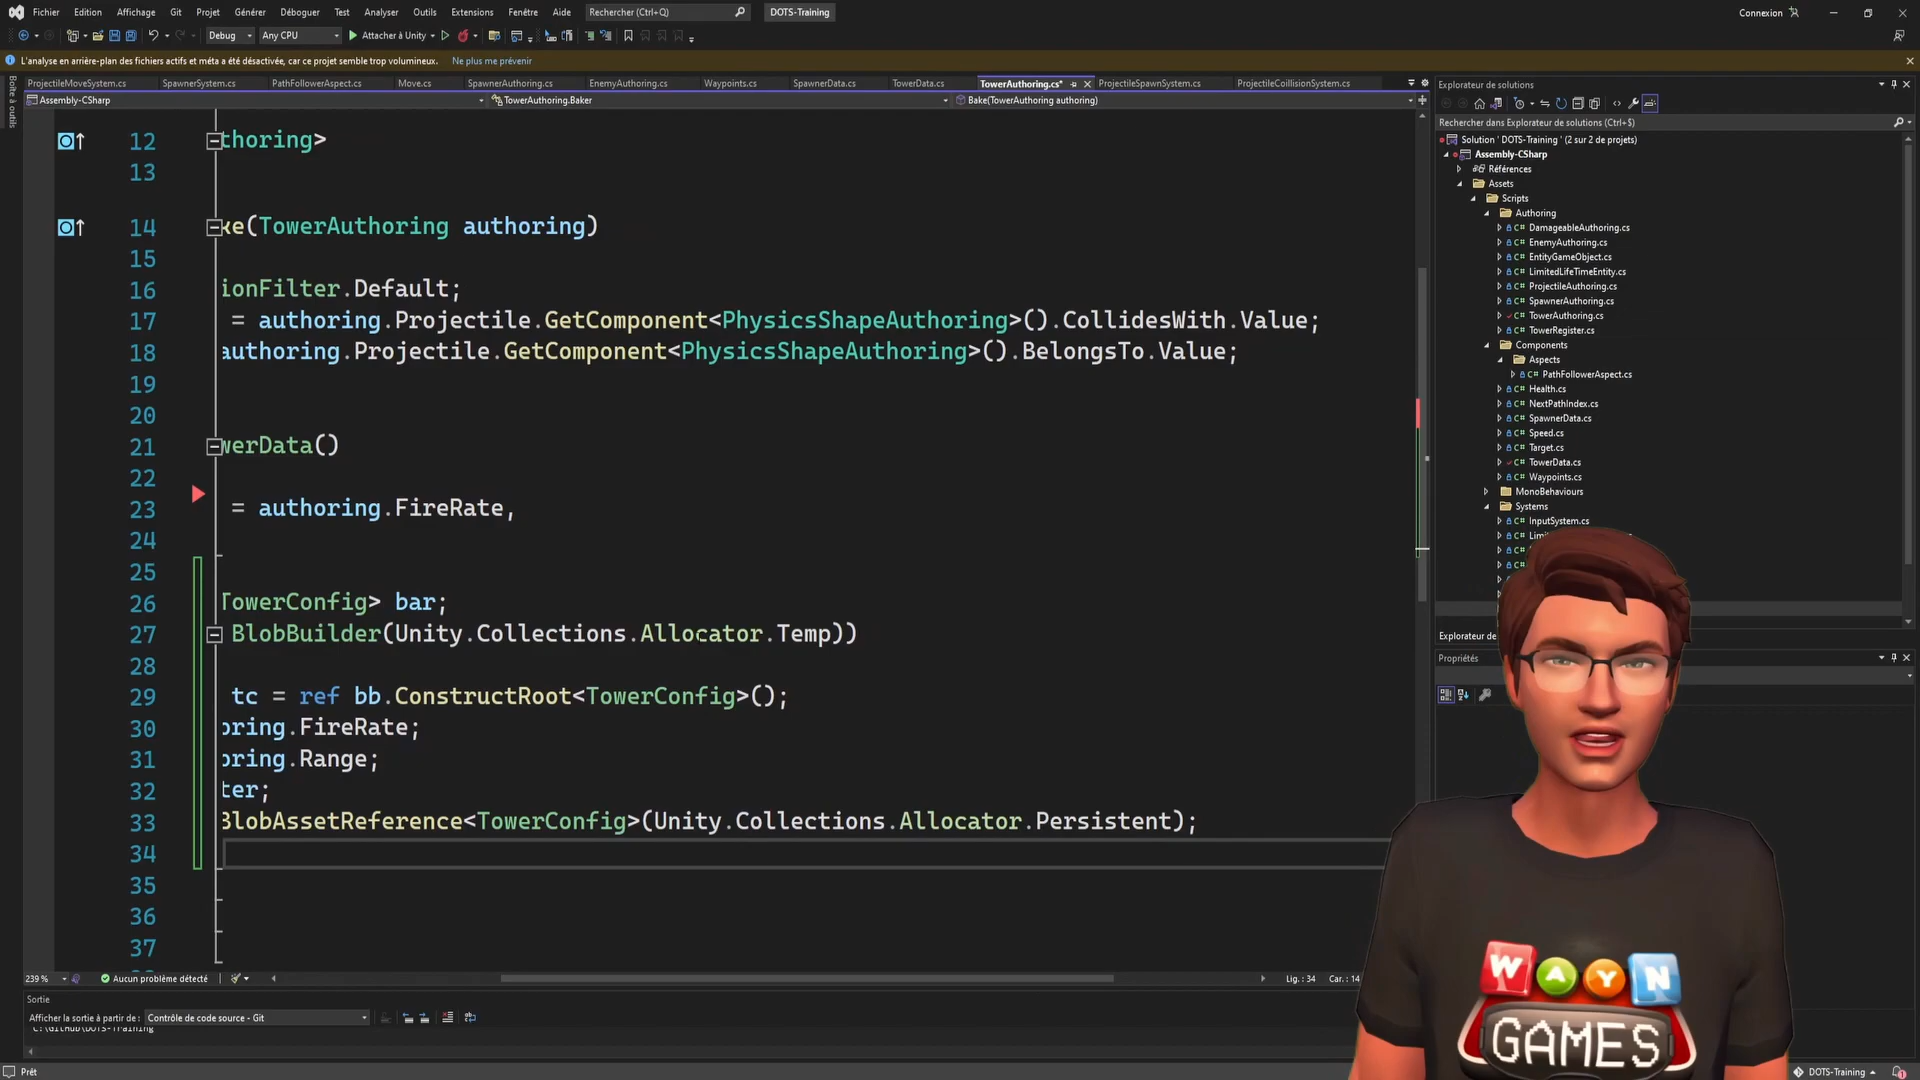 Fichier Edition Affichage Git Projet Générer Déboguer Test Analyser Outils Extensions Fenêtre Aide Rechercher (Ctrl+Q) DOTS-Training Connexion
Debug Any CPU Attacher à Unity
L'analyse en arrière-plan des fichiers actifs et méta a été désactivée, car ce projet semble trop volumineux. Ne plus me prévenir
Boîte à outils
ProjectileMoveSystem.cs SpawnerSystem.cs PathFollowerAspect.cs Move.cs SpawnerAuthoring.cs EnemyAuthoring.cs Waypoints.cs SpawnerData.cs TowerData.cs TowerAuthoring.cs* ProjectileSpawnSystem.cs ProjectileCoillisionSystem.cs
Assembly-CSharp TowerAuthoring.Baker Bake(TowerAuthoring authoring)
12 thoring>
13
14 ke(TowerAuthoring authoring)
15
16 ionFilter.Default;
17 = authoring.Projectile.GetComponent<PhysicsShapeAuthoring>().CollidesWith.Value;
18 authoring.Projectile.GetComponent<PhysicsShapeAuthoring>().BelongsTo.Value;
19
20
21 werData()
22
23 = authoring.FireRate,
24
25
26 TowerConfig> bar;
27 BlobBuilder(Unity.Collections.Allocator.Temp))
28
29 tc = ref bb.ConstructRoot<TowerConfig>();
30 oring.FireRate;
31 oring.Range;
32 ter;
33 BlobAssetReference<TowerConfig>(Unity.Collections.Allocator.Persistent);
34
35
36
37
239 % Aucun problème détecté Lig. : 34 Car. : 14
Sortie
Afficher la sortie à partir de : Contrôle de code source - Git
C:\GitHub\DOTS-Training
Prêt
Explorateur de solutions
Rechercher dans Explorateur de solutions (Ctrl+$)
Solution ' DOTS-Training ' (2 sur 2 de projets)
Assembly-CSharp
Références
Assets
Scripts
Authoring
C# DamageableAuthoring.cs
C# EnemyAuthoring.cs
C# EntityGameObject.cs
C# LimitedLifeTimeEntity.cs
C# ProjectileAuthoring.cs
C# SpawnerAuthoring.cs
C# TowerAuthoring.cs
C# TowerRegister.cs
Components
Aspects
C# PathFollowerAspect.cs
C# Health.cs
C# NextPathIndex.cs
C# SpawnerData.cs
C# Speed.cs
C# Target.cs
C# TowerData.cs
C# Waypoints.cs
MonoBehaviours
Systems
C# InputSystem.cs
C# Limi
Explorateur de
Propriétés
WAYN
GAMES
DOTS-Training